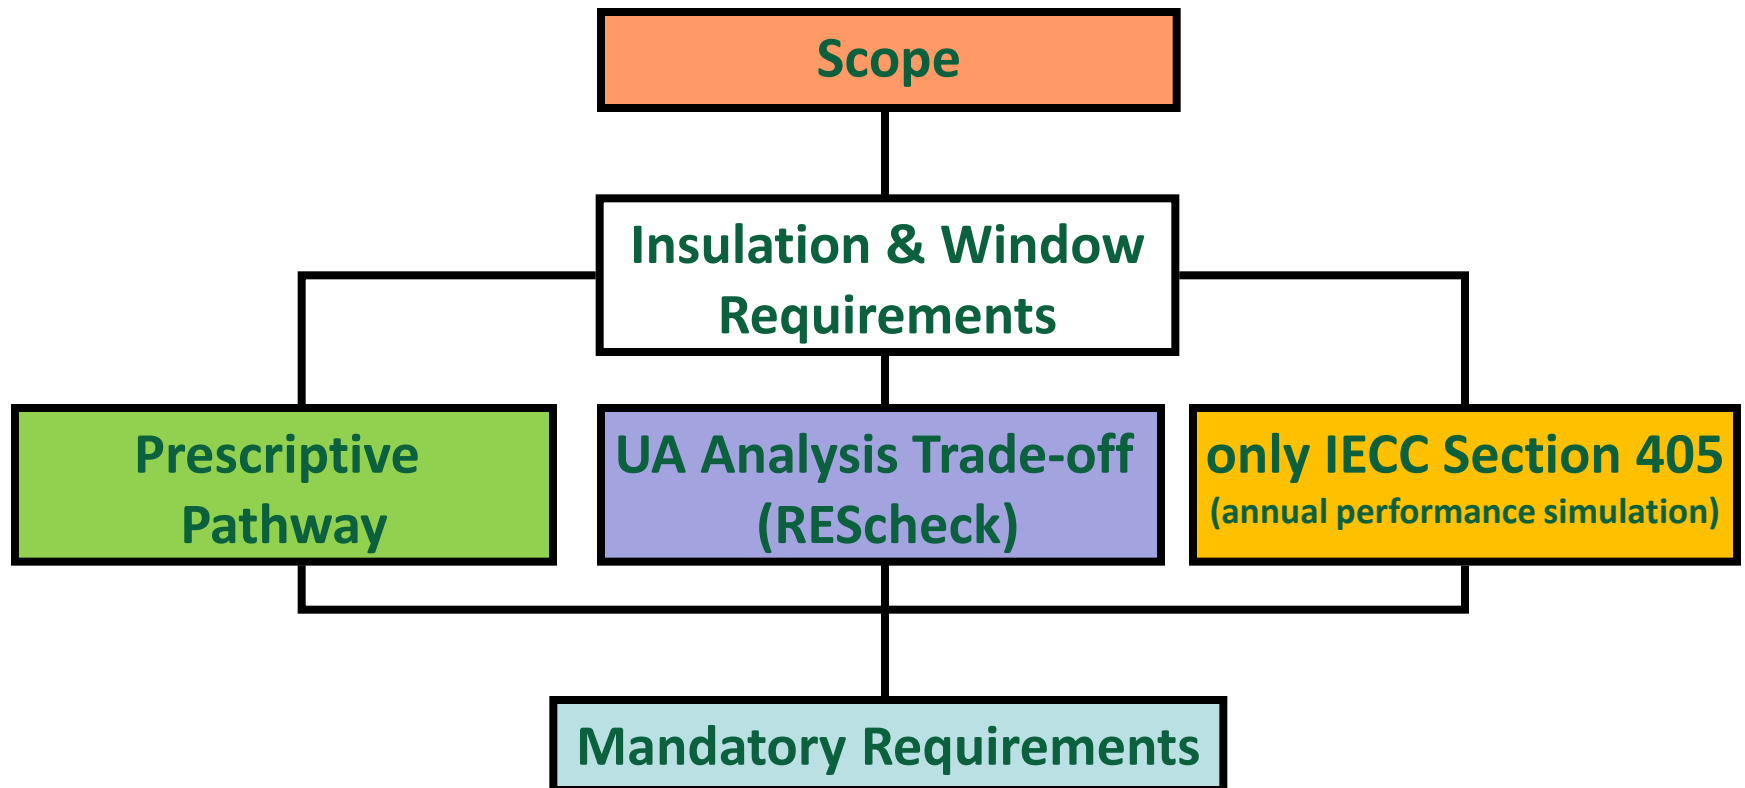 Scope
Insulation & Window
Requirements
Prescriptive
Pathway
UA Analysis Trade-off
(REScheck)
only IECC Section 405
(annual performance simulation)
Mandatory Requirements